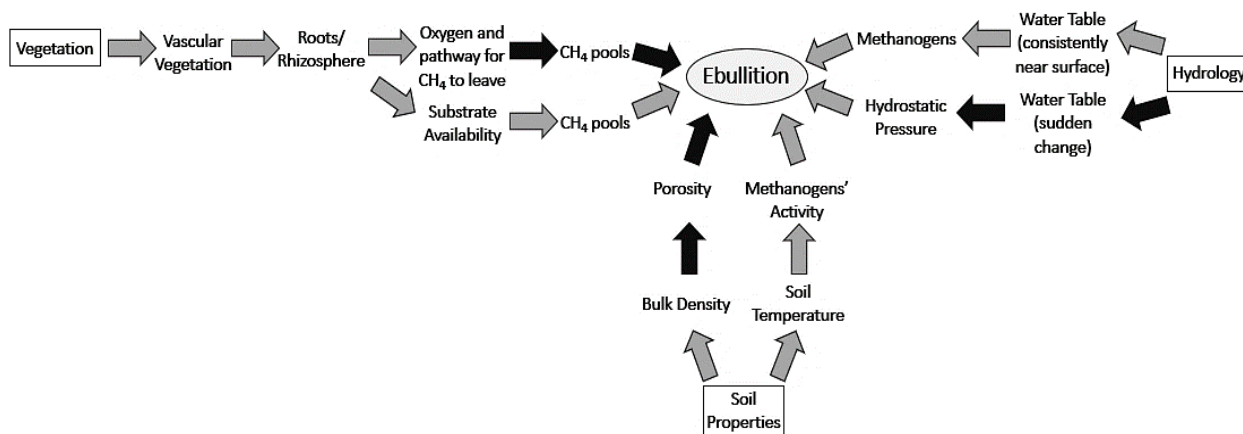 Vegetation
Vascular
Vegetation
Roots/
Rhizosphere
Oxygen and
pathway for
CH₄ to leave
CH₄ pools
Substrate
Availability
CH₄ pools
Ebullition
Methanogens
Water Table
(consistently
near surface)
Hydrology
Hydrostatic
Pressure
Water Table
(sudden
change)
Porosity
Methanogens'
Activity
Bulk Density
Soil
Temperature
Soil
Properties